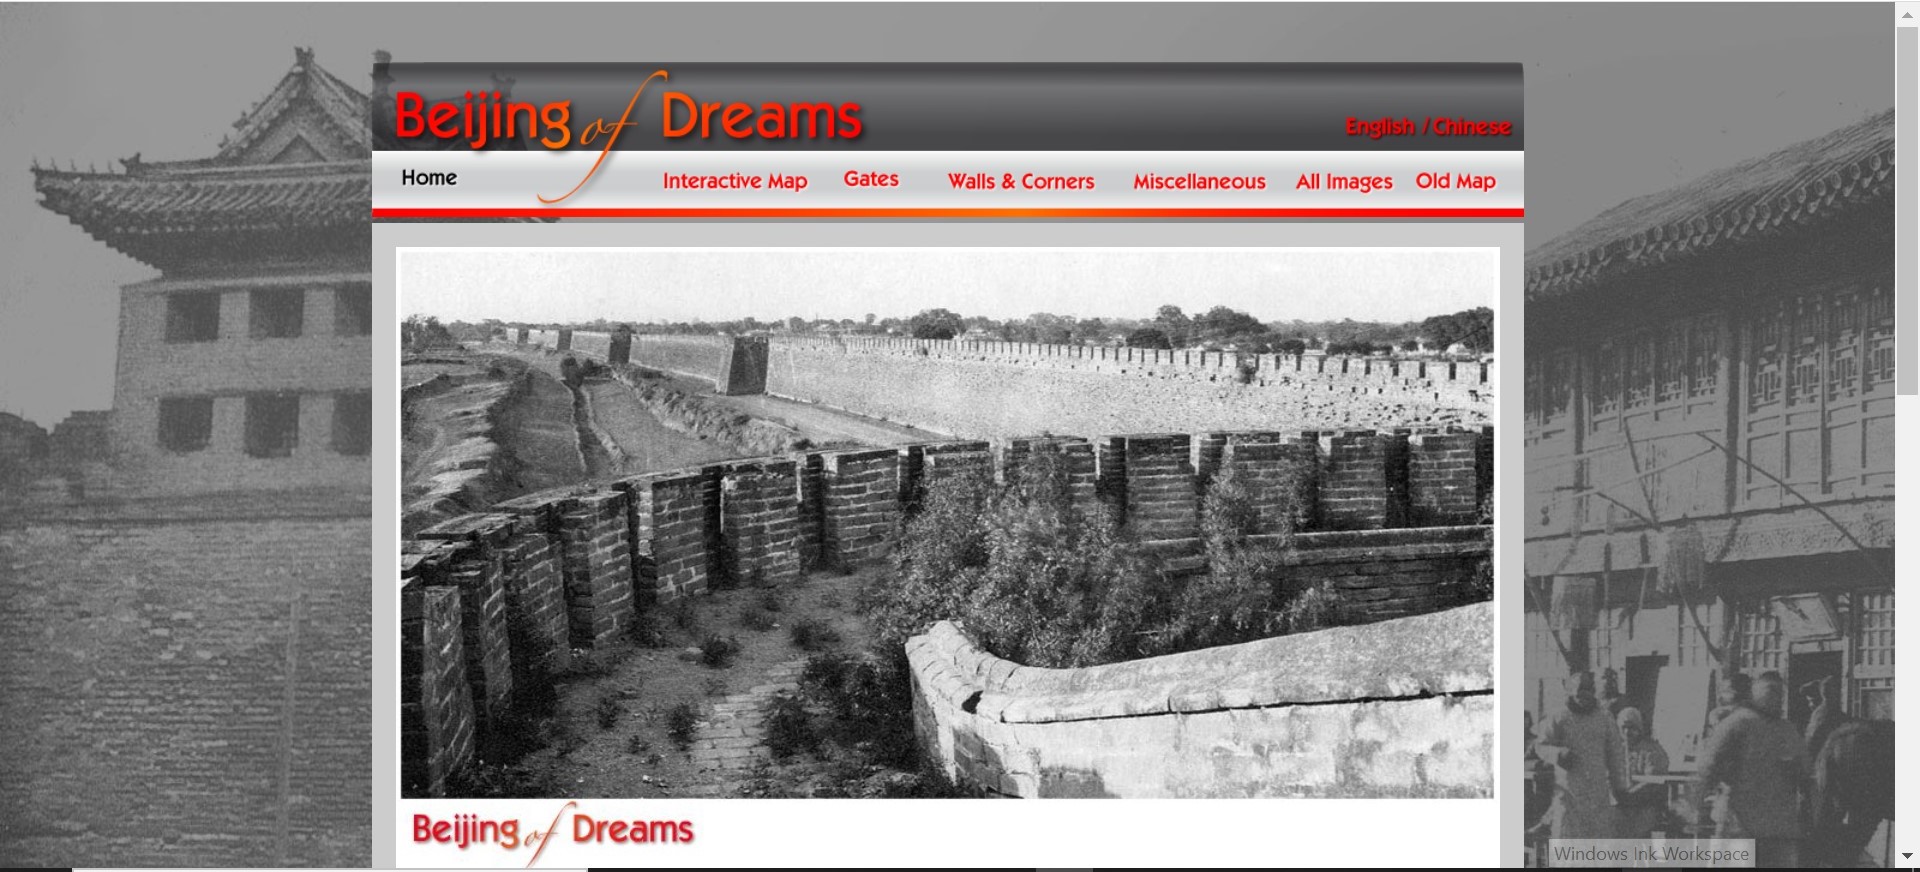 Beijing of Dreams
English / Chinese
Home
Interactive Map
Gates
Walls & Corners
Miscellaneous
All Images
Old Map
Beijing of Dreams
Windows Ink Workspace